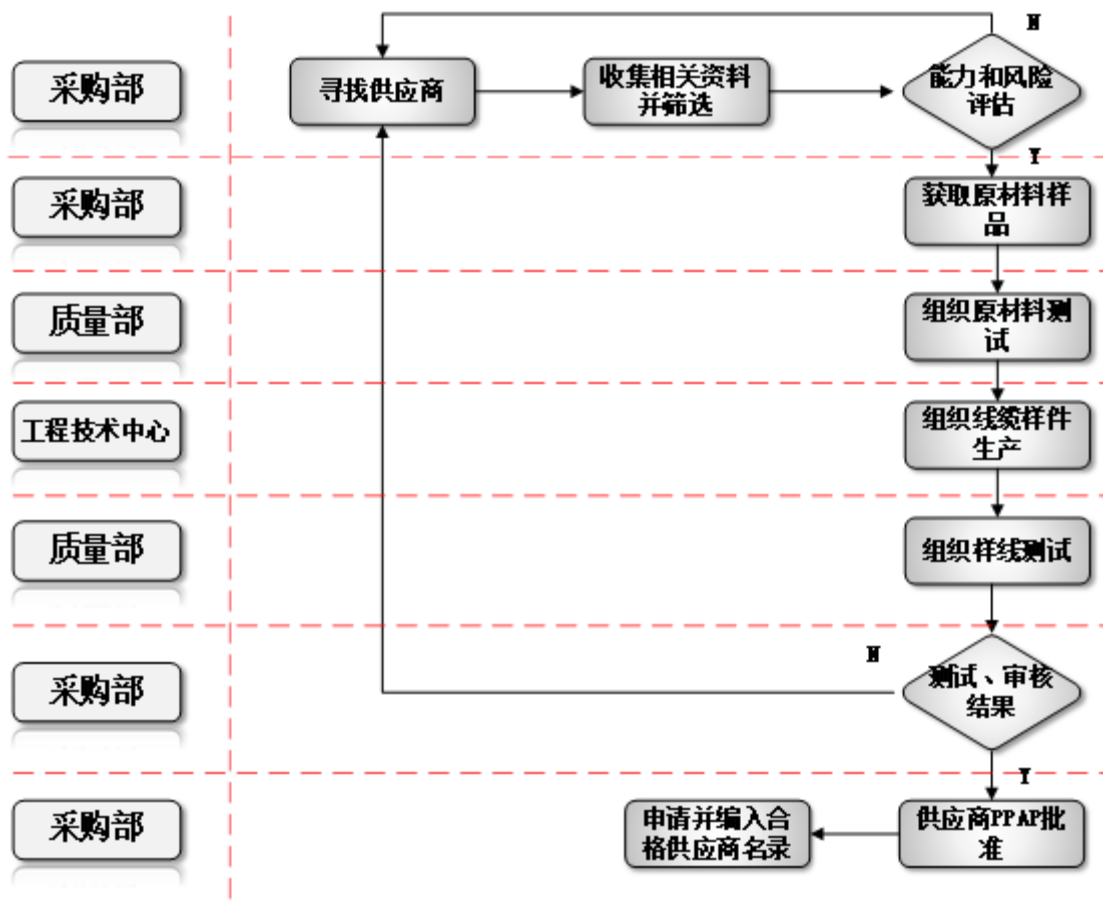 N
采购部
寻找供应商
收集相关资料
并筛选
能力和风险
评估
Y
采购部
获取原材料样
品
质量部
组织原材料测
试
工程技术中心
组织线缆样件
生产
质量部
组织样线测试
N
采购部
测试、审核
结果
Y
采购部
申请并编入合
格供应商名录
供应商PPAP批
准